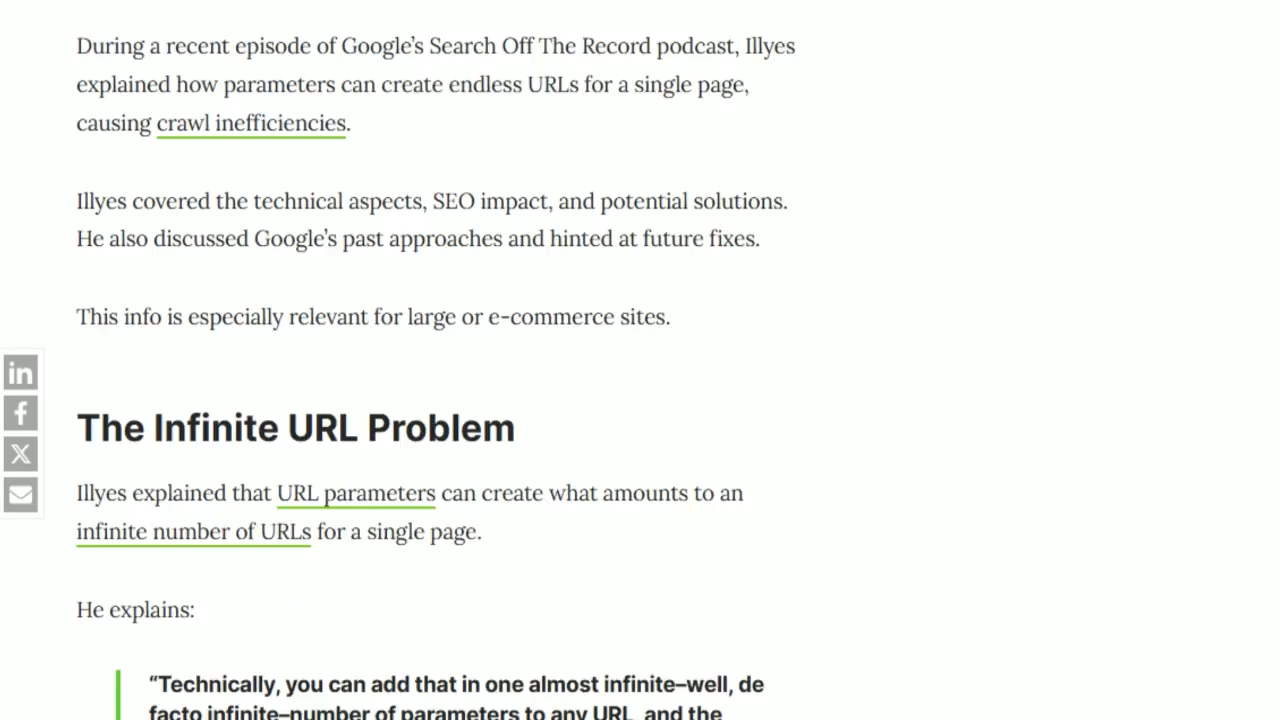 During a recent episode of Google’s Search Off The Record podcast, Illyes
explained how parameters can create endless URLs for a single page,
causing crawl inefficiencies.
Illyes covered the technical aspects, SEO impact, and potential solutions.
He also discussed Google’s past approaches and hinted at future fixes.
This info is especially relevant for large or e-commerce sites.
in
f
X
The Infinite URL Problem
Illyes explained that URL parameters can create what amounts to an
infinite number of URLs for a single page.
He explains:
“Technically, you can add that in one almost infinite–well, de
facto infinite–number of parameters to any URL, and the